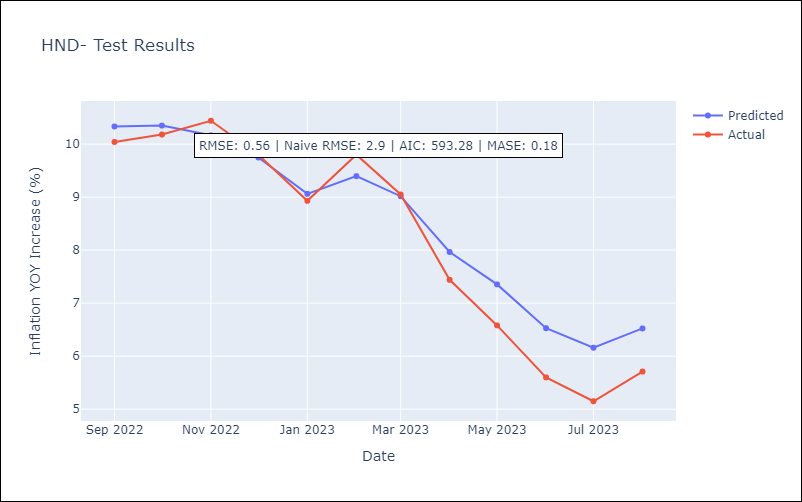 HND- Test Results
Predicted
Actual
RMSE: 0.56 | Naive RMSE: 2.9 | AIC: 593.28 | MASE: 0.18
Inflation YOY Increase (%)
10
9
8
7
6
5
Sep 2022
Nov 2022
Jan 2023
Mar 2023
May 2023
Jul 2023
Date